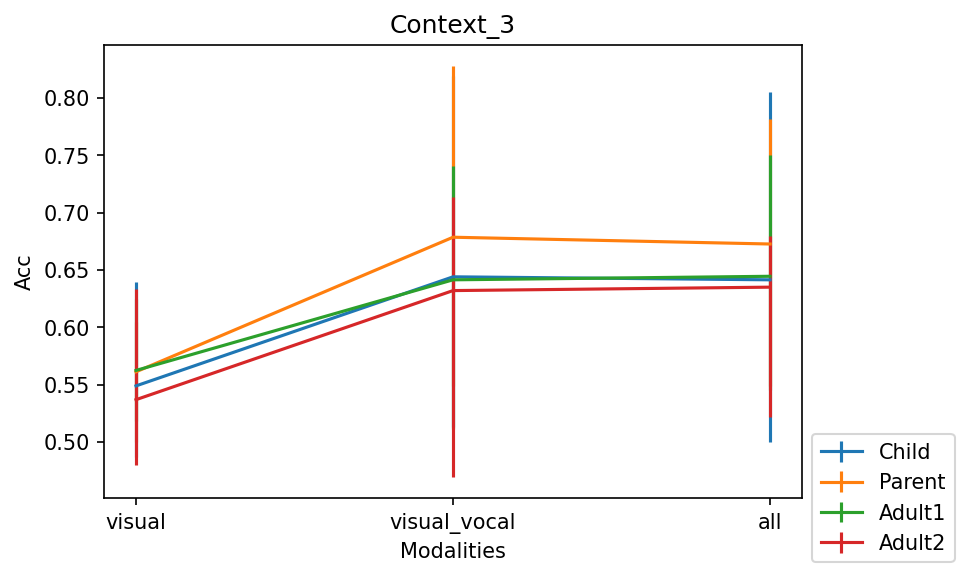 Context_3
Acc
0.80
0.75
0.70
0.65
0.60
0.55
0.50
visual
visual_vocal
all
Modalities
Child
Parent
Adult1
Adult2